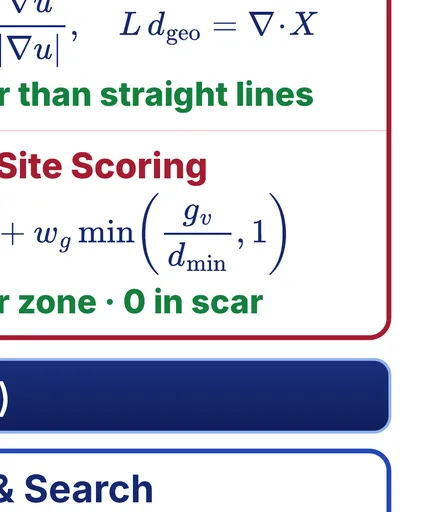 ∇u
|∇u| , L d_geo = ∇·X
r than straight lines
Site Scoring
+ w_g min( g_v / d_min , 1 )
r zone · 0 in scar
)
& Search